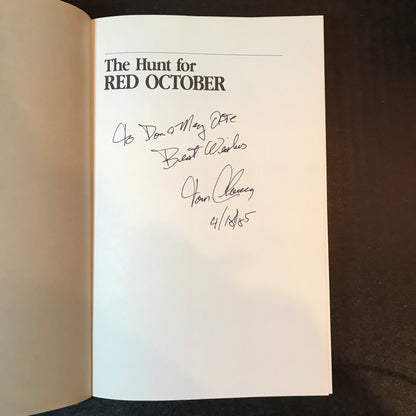 The Hunt for
RED OCTOBER
To Don & Mary
Best Wishes
Tom Clancy
4/18/85